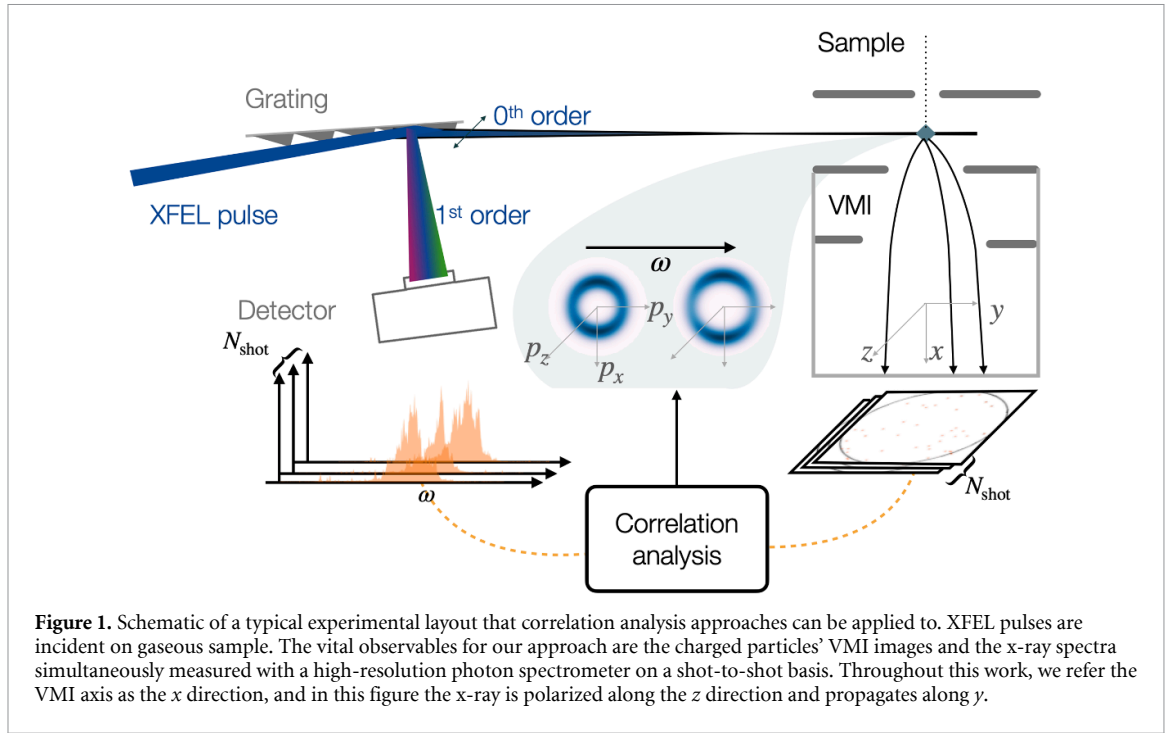 Sample
Grating
0th order
XFEL pulse
1st order
VMI
ω
Detector
N_shot
p_y
p_z
p_x
y
z
x
ω
N_shot
Correlation
analysis
Figure 1. Schematic of a typical experimental layout that correlation analysis approaches can be applied to. XFEL pulses are
incident on gaseous sample. The vital observables for our approach are the charged particles’ VMI images and the x-ray spectra
simultaneously measured with a high-resolution photon spectrometer on a shot-to-shot basis. Throughout this work, we refer the
VMI axis as the x direction, and in this figure the x-ray is polarized along the z direction and propagates along y.